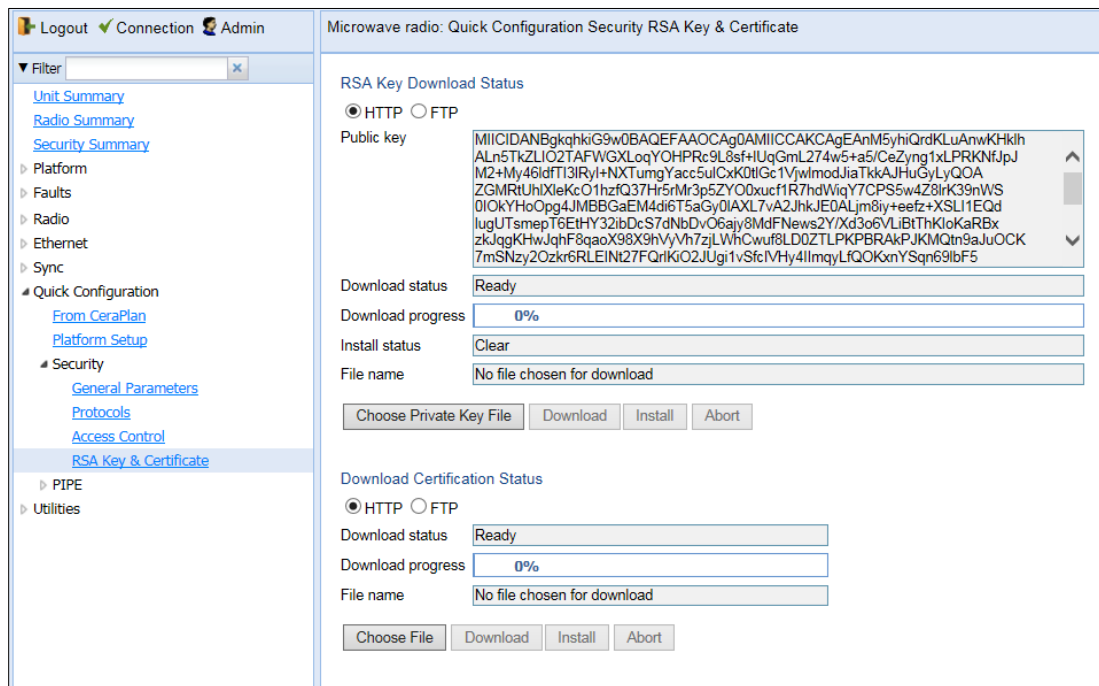 Logout Connection Admin
Microwave radio: Quick Configuration Security RSA Key & Certificate
Filter
Unit Summary
Radio Summary
Security Summary
Platform
Faults
Radio
Ethernet
Sync
Quick Configuration
From CeraPlan
Platform Setup
Security
General Parameters
Protocols
Access Control
RSA Key & Certificate
PIPE
Utilities
RSA Key Download Status
HTTP FTP
Public key
MIICIDANBgkqhkiG9w0BAQEFAAOCAg0AMIICCAKCAgEAnM5yhiQrdKLuAnwKHklh
ALn5TkZLIO2TAFWGXLoqYOHPRc9L8sf+lUqGmL274w5+a5/CeZyng1xLPRKNfJpJ
M2+My46ldfTI3lRyl+NXTumgYacc5ulCxK0tlGc1VjwlmodJiaTkkAJHuGyLyQOA
ZGMRtUhlXleKcO1hzfQ37Hr5rMr3p5ZYO0xucf1R7hdWiqY7CPS5w4Z8lrK39nWS
0IOkYHoOpg4JMBBGaEM4di6T5aGy0lAXL7vA2JhkJE0ALjm8iy+eefz+XSLI1EQd
lugUTsmepT6EtHY32ibDcS7dNbDvO6ajy8MdFNews2Y/Xd3o6VLiBtThKloKaRBx
zkJqgKHwJqhF8qaoX98X9hVyVh7zjLWhCwuf8LD0ZTLPKPBRAkPJKMQtn9aJuOCK
7mSNzy2Ozkr6RLEINt27FQrlKiO2JUgi1vSfclVHy4IlmqyLfQOKxnYSqn69lbF5
Download status Ready
Download progress 0%
Install status Clear
File name No file chosen for download
Choose Private Key File Download Install Abort
Download Certification Status
HTTP FTP
Download status Ready
Download progress 0%
File name No file chosen for download
Choose File Download Install Abort